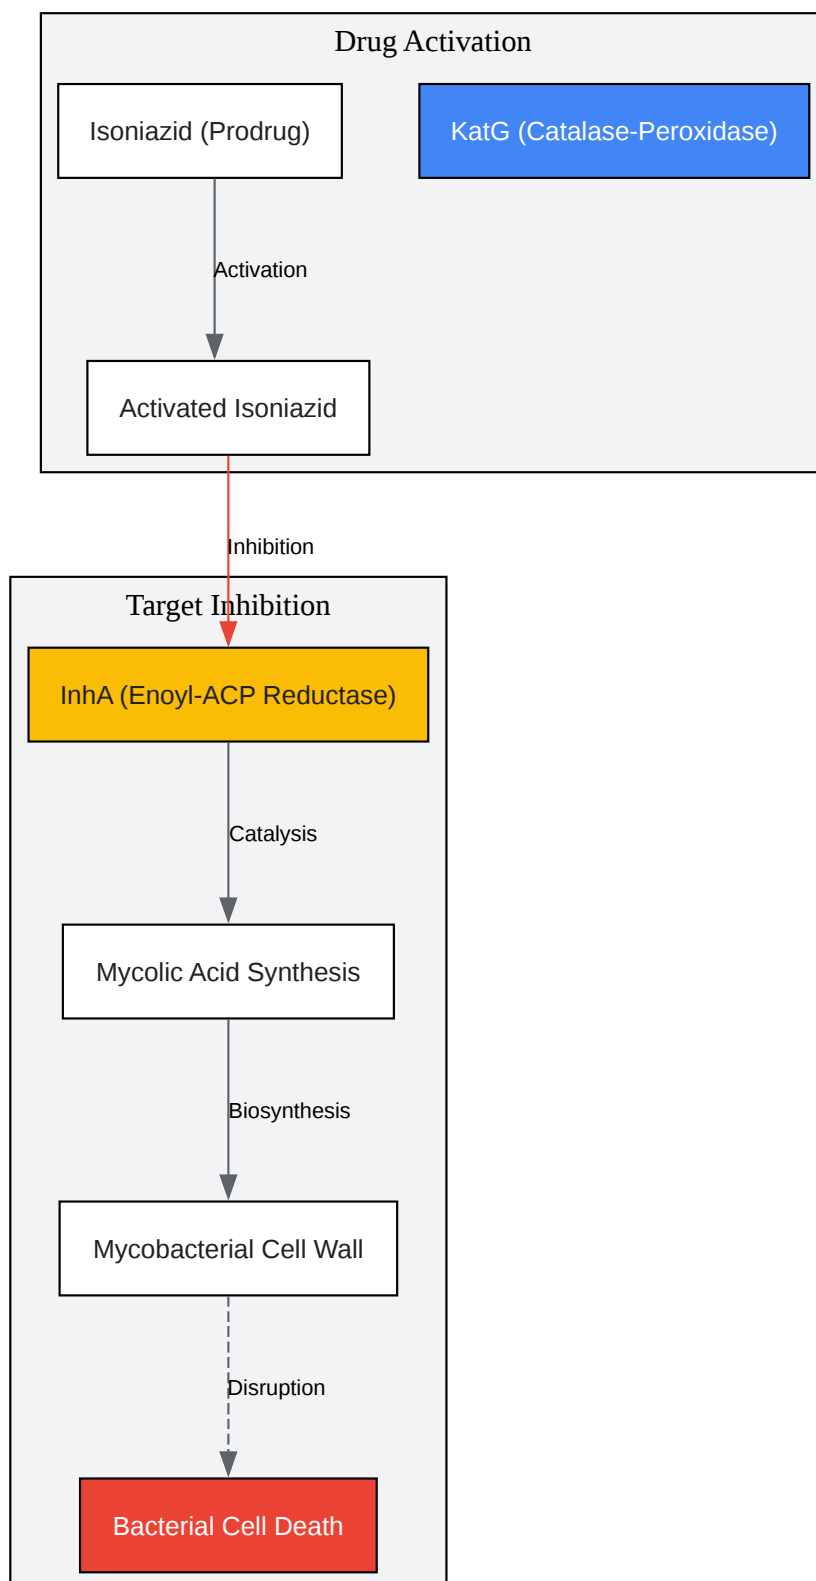 Drug Activation
Isoniazid (Prodrug)
KatG (Catalase-Peroxidase)
Activation
Activated Isoniazid
Inhibition
Target Inhibition
InhA (Enoyl-ACP Reductase)
Catalysis
Mycolic Acid Synthesis
Biosynthesis
Mycobacterial Cell Wall
Disruption
Bacterial Cell Death